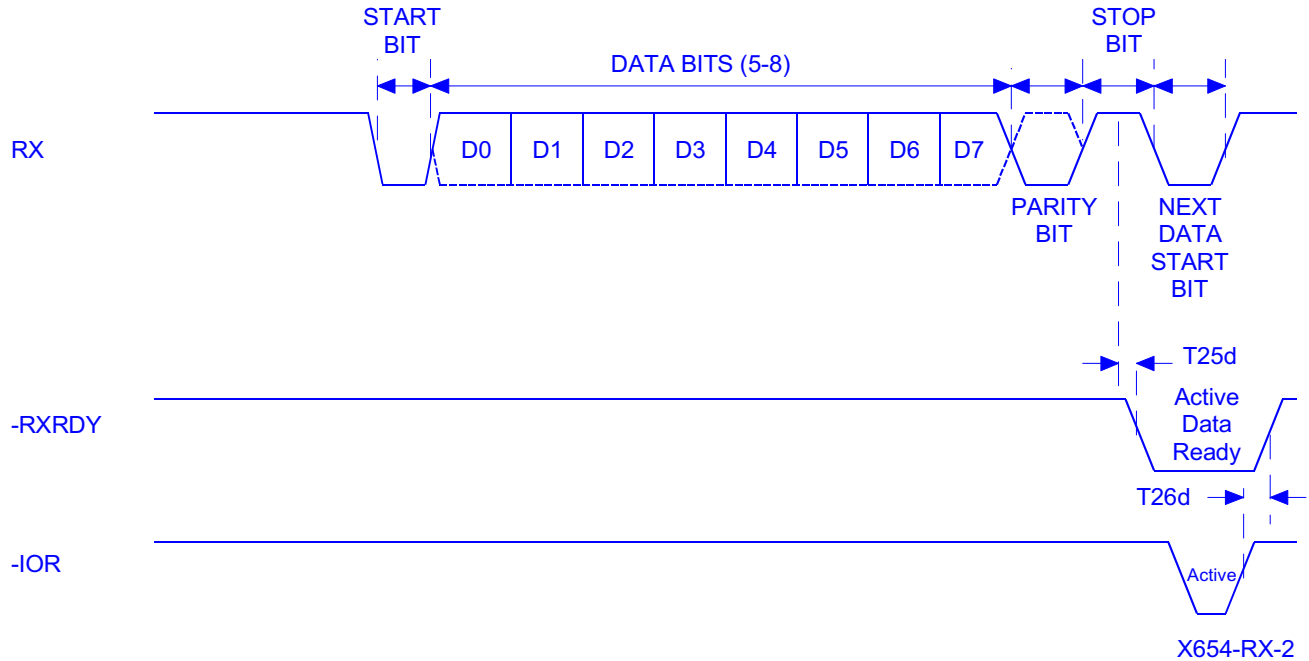 START
BIT
DATA BITS (5-8)
STOP
BIT
RX
D0 D1 D2 D3 D4 D5 D6 D7
PARITY
BIT
NEXT
DATA
START
BIT
T25d
-RXRDY
Active
Data
Ready
T26d
-IOR
Active
X654-RX-2